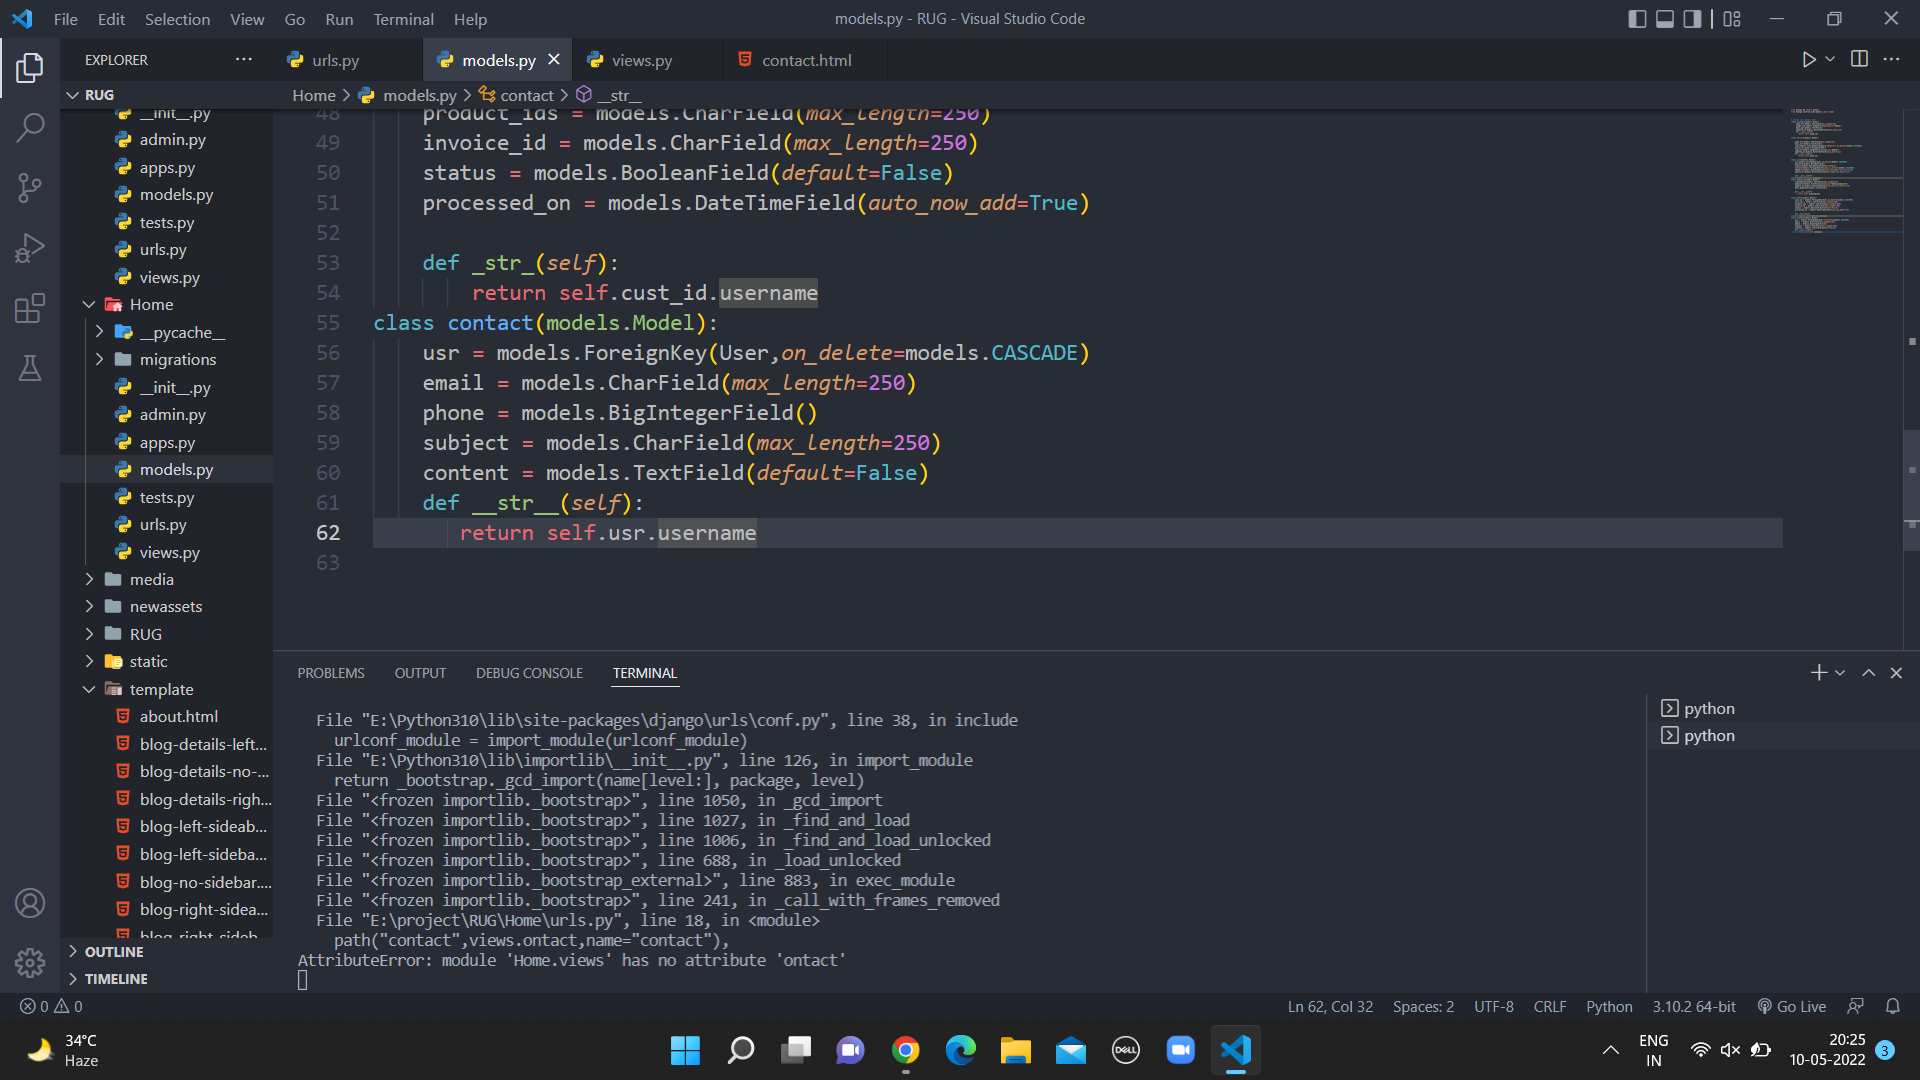 File Edit Selection View Go Run Terminal Help
models.py - RUG - Visual Studio Code
EXPLORER
urls.py
models.py
views.py
contact.html
RUG
Home > models.py > contact > __str__
__init__.py
admin.py
apps.py
models.py
tests.py
urls.py
views.py
Home
__pycache__
migrations
__init__.py
admin.py
apps.py
models.py
tests.py
urls.py
views.py
media
newassets
RUG
static
template
about.html
blog-details-left...
blog-details-no-...
blog-details-righ...
blog-left-sideab...
blog-left-sideba...
blog-no-sidebar....
blog-right-sidea...
blog-right-sideb...
OUTLINE
TIMELINE
48 product_ids = models.CharField(max_length=250)
49 invoice_id = models.CharField(max_length=250)
50 status = models.BooleanField(default=False)
51 processed_on = models.DateTimeField(auto_now_add=True)
52
53 def _str_(self):
54 return self.cust_id.username
55 class contact(models.Model):
56 usr = models.ForeignKey(User,on_delete=models.CASCADE)
57 email = models.CharField(max_length=250)
58 phone = models.BigIntegerField()
59 subject = models.CharField(max_length=250)
60 content = models.TextField(default=False)
61 def __str__(self):
62 return self.usr.username
63
PROBLEMS OUTPUT DEBUG CONSOLE TERMINAL
File "E:\Python310\lib\site-packages\django\urls\conf.py", line 38, in include
urlconf_module = import_module(urlconf_module)
File "E:\Python310\lib\importlib\__init__.py", line 126, in import_module
return _bootstrap._gcd_import(name[level:], package, level)
File "<frozen importlib._bootstrap>", line 1050, in _gcd_import
File "<frozen importlib._bootstrap>", line 1027, in _find_and_load
File "<frozen importlib._bootstrap>", line 1006, in _find_and_load_unlocked
File "<frozen importlib._bootstrap>", line 688, in _load_unlocked
File "<frozen importlib._bootstrap_external>", line 883, in exec_module
File "<frozen importlib._bootstrap>", line 241, in _call_with_frames_removed
File "E:\project\RUG\Home\urls.py", line 18, in <module>
path("contact",views.ontact,name="contact"),
AttributeError: module 'Home.views' has no attribute 'ontact'
python
python
0 0
Ln 62, Col 32 Spaces: 2 UTF-8 CRLF Python 3.10.2 64-bit Go Live
34°C
Haze
DELL
ENG
IN
20:25
10-05-2022
3